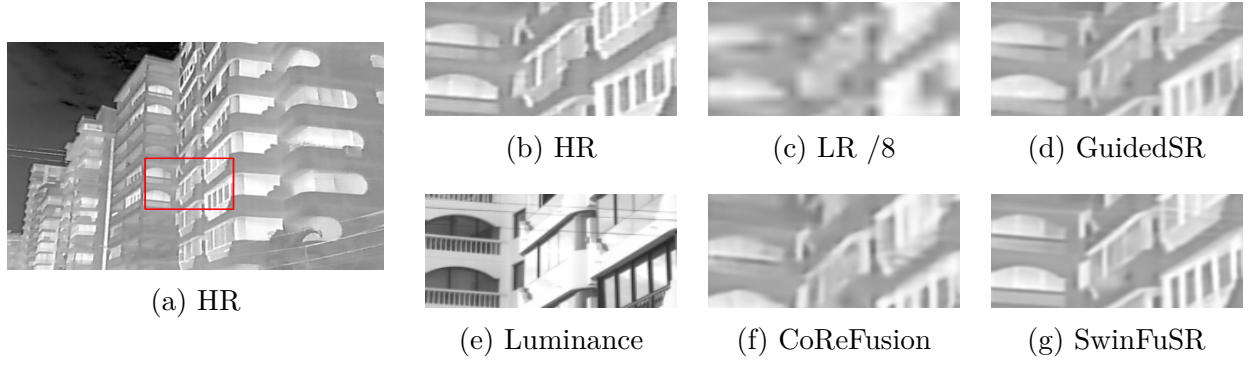 (a) HR
(b) HR
(c) LR /8
(d) GuidedSR
(e) Luminance
(f) CoReFusion
(g) SwinFuSR